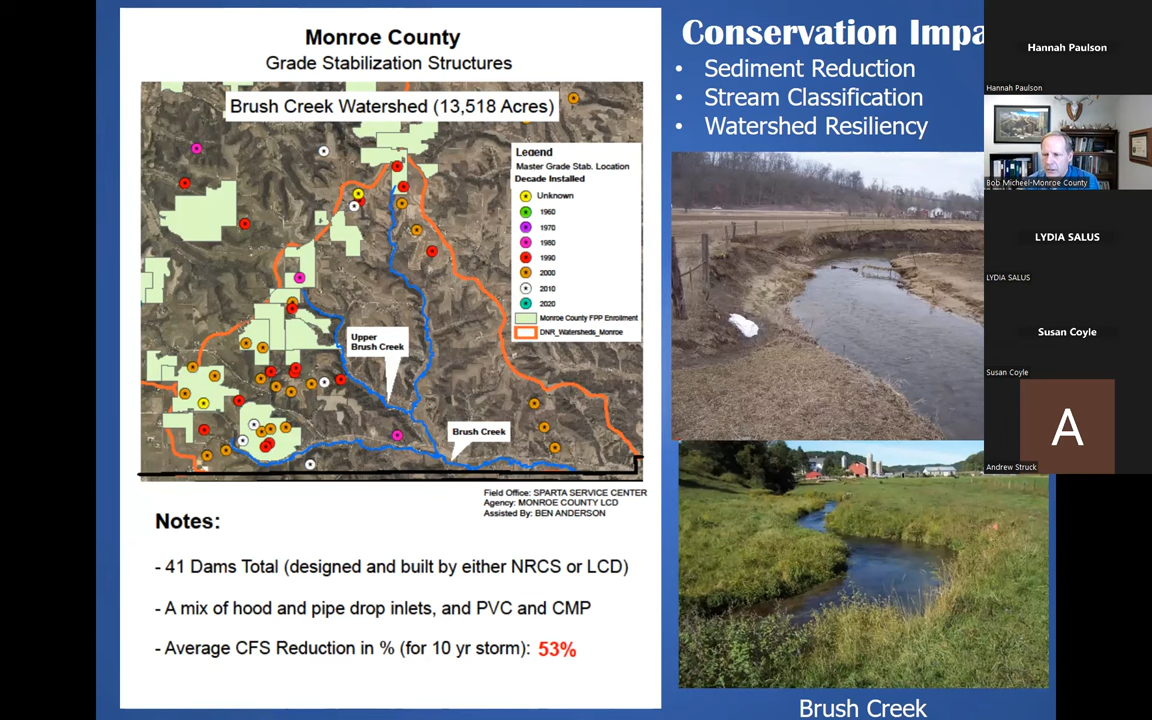 Monroe County
Grade Stabilization Structures
Brush Creek Watershed (13,518 Acres)
Legend
Master Grade Stab. Location
Decade Installed
Unknown
1960
1970
1980
1990
2000
2010
2020
Monroe County FPP Enrollment
DNR_Watersheds_Monroe
Upper
Brush Creek
Brush Creek
Field Office: SPARTA SERVICE CENTER
Agency: MONROE COUNTY LCD
Assisted By: BEN ANDERSON
Notes:
- 41 Dams Total (designed and built by either NRCS or LCD)
- A mix of hood and pipe drop inlets, and PVC and CMP
- Average CFS Reduction in % (for 10 yr storm): 53%
Conservation Impa
• Sediment Reduction
• Stream Classification
• Watershed Resiliency
Brush Creek
Hannah Paulson
Hannah Paulson
Bob Micheel-Monroe County
LYDIA SALUS
LYDIA SALUS
Susan Coyle
Susan Coyle
A
Andrew Struck